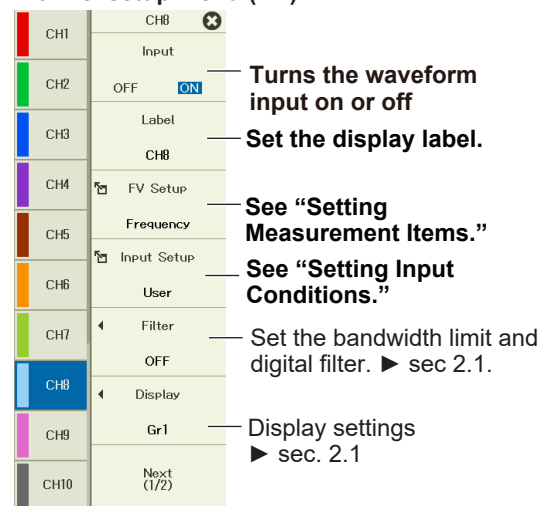 CH1
CH2
CH3
CH4
CH5
CH6
CH7
CH8
CH9
CH10
CH8
Input
OFF ON
Label
CH8
FV Setup
Frequency
Input Setup
User
Filter
OFF
Display
Gr1
Next
(1/2)
Turns the waveform
input on or off
Set the display label.
See “Setting
Measurement Items.”
See “Setting Input
Conditions.”
Set the bandwidth limit and
digital filter. ► sec 2.1.
Display settings
► sec. 2.1